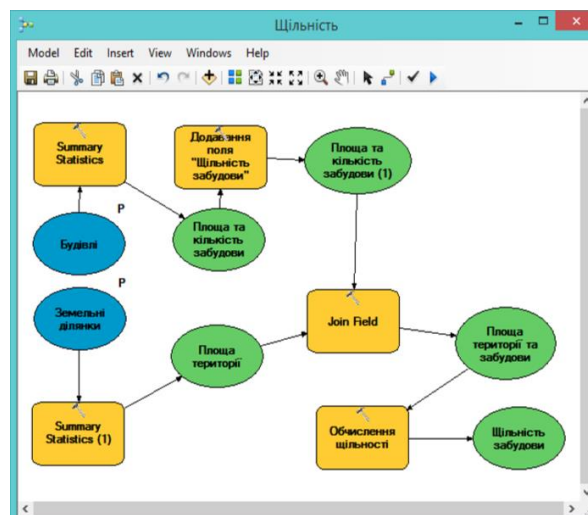 Щільність
Model Edit Insert View Windows Help
Summary
Statistics
Додавання
поля
"Щільність
забудови"
Площа та
кількість
забудови (1)
P
Будівлі
Площа та
кількість
забудови
P
Земельні
ділянки
Join Field
Площа
території
Площа
території та
забудови
Summary
Statistics (1)
Обчислення
щільності
Щільність
забудови